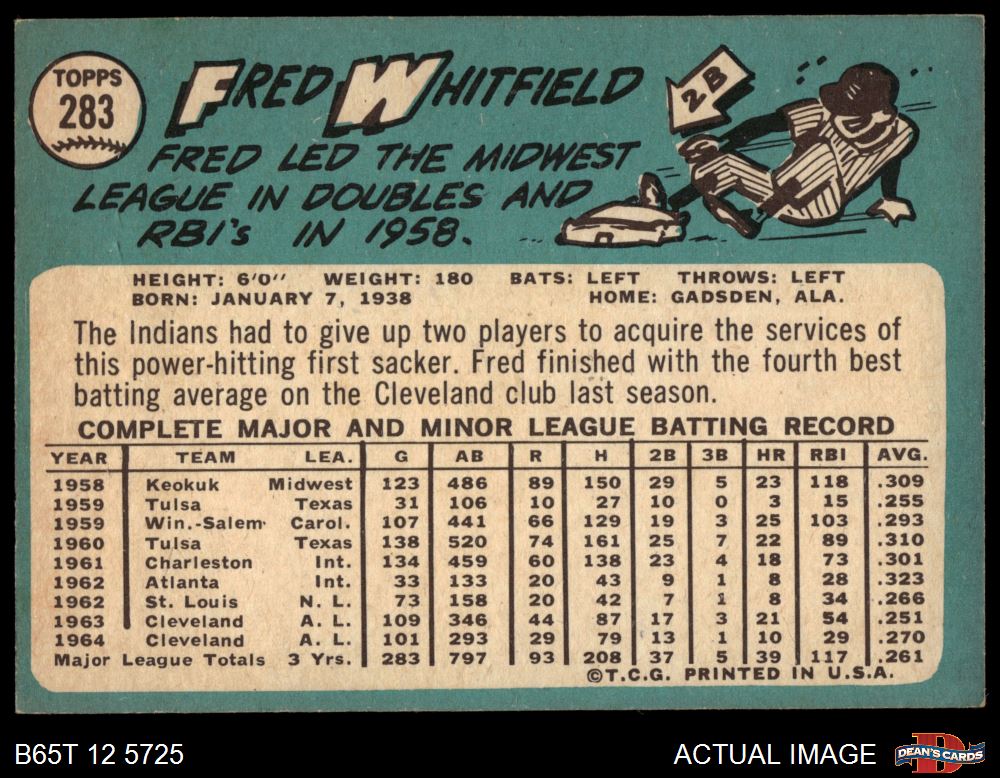 TOPPS
283
FRED WHITFIELD
2B
FRED LED THE MIDWEST
LEAGUE IN DOUBLES AND
RBI's IN 1958.
HEIGHT: 6'0" WEIGHT: 180 BATS: LEFT THROWS: LEFT
BORN: JANUARY 7, 1938 HOME: GADSDEN, ALA.
The Indians had to give up two players to acquire the services of
this power-hitting first sacker. Fred finished with the fourth best
batting average on the Cleveland club last season.
COMPLETE MAJOR AND MINOR LEAGUE BATTING RECORD
YEAR TEAM LEA. G AB R H 2B 3B HR RBI AVG.
1958 Keokuk Midwest 123 486 89 150 29 5 23 118 .309
1959 Tulsa Texas 31 106 10 27 10 0 3 15 .255
1959 Win.-Salem Carol. 107 441 66 129 19 3 25 103 .293
1960 Tulsa Texas 138 520 74 161 25 7 22 89 .310
1961 Charleston Int. 134 459 60 138 23 4 18 73 .301
1962 Atlanta Int. 33 133 20 43 9 1 8 28 .323
1962 St. Louis N. L. 73 158 20 42 7 1 8 34 .266
1963 Cleveland A. L. 109 346 44 87 17 3 21 54 .251
1964 Cleveland A. L. 101 293 29 79 13 1 10 29 .270
Major League Totals 3 Yrs. 283 797 93 208 37 5 39 117 .261
©T.C.G. PRINTED IN U.S.A.
B65T 12 5725 ACTUAL IMAGE
D
DEAN'S CARDS